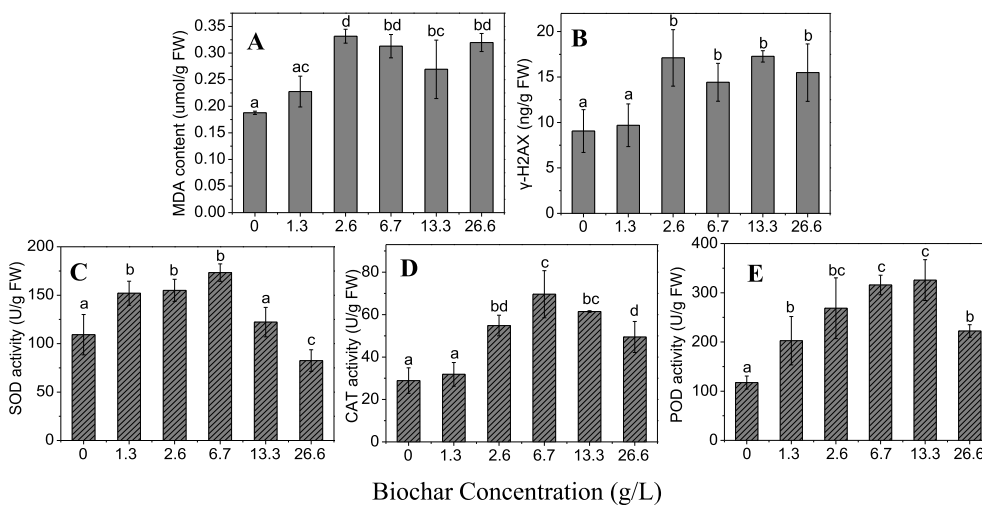 A
MDA content (umol/g FW)
0.35
0.30
0.25
0.20
0.15
0.10
0.05
0.00
a
ac
d
bd
bc
bd
0 1.3 2.6 6.7 13.3 26.6
B
γ-H2AX (ng/g FW)
20
15
10
5
0
a
a
b
b
b
b
0 1.3 2.6 6.7 13.3 26.6
C
SOD activity (U/g FW)
200
150
100
50
0
a
b
b
b
a
c
0 1.3 2.6 6.7 13.3 26.6
D
CAT activity (U/g FW)
80
60
40
20
0
a
a
bd
c
bc
d
0 1.3 2.6 6.7 13.3 26.6
E
POD activity (U/g FW)
400
300
200
100
0
a
b
bc
c
c
b
0 1.3 2.6 6.7 13.3 26.6
Biochar Concentration (g/L)